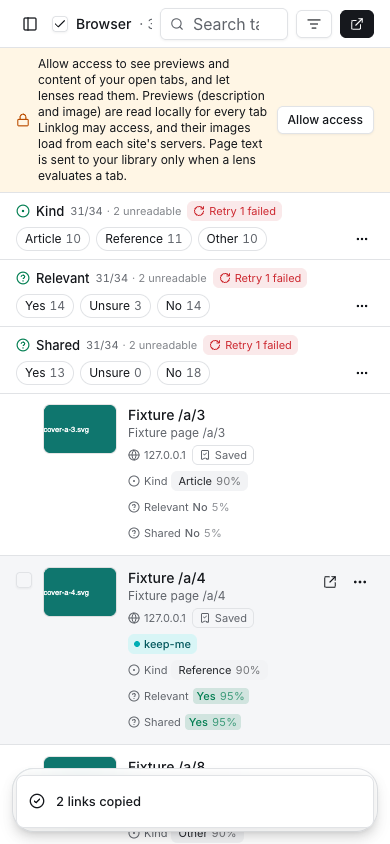 Browser · 3
Search ta
Allow access to see previews and
content of your open tabs, and let
lenses read them. Previews (description
and image) are read locally for every tab
Linklog may access, and their images
load from each site's servers. Page text
is sent to your library only when a lens
evaluates a tab.
Allow access
Kind 31/34 · 2 unreadable Retry 1 failed
Article 10 Reference 11 Other 10
Relevant 31/34 · 2 unreadable Retry 1 failed
Yes 14 Unsure 3 No 14
Shared 31/34 · 2 unreadable Retry 1 failed
Yes 13 Unsure 0 No 18
cover-a-3.svg
Fixture /a/3
Fixture page /a/3
127.0.0.1 Saved
Kind Article 90%
Relevant No 5%
Shared No 5%
cover-a-4.svg
Fixture /a/4
Fixture page /a/4
127.0.0.1 Saved
keep-me
Kind Reference 90%
Relevant Yes 95%
Shared Yes 95%
Fixture /a/8
2 links copied
Kind Other 90%